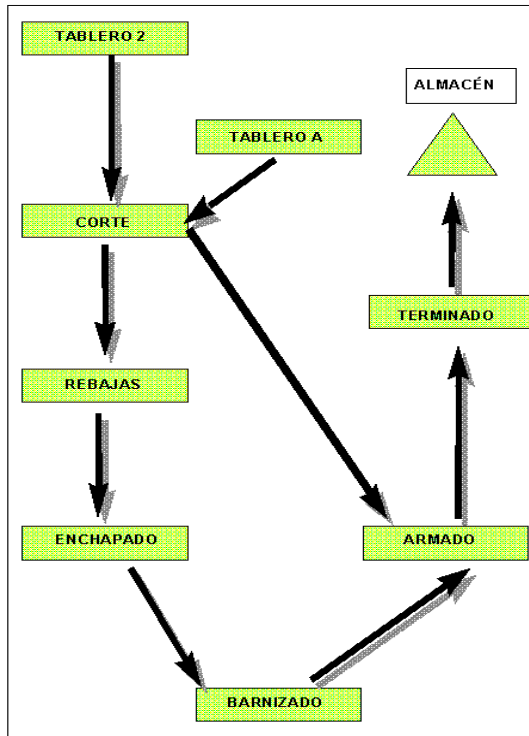 TABLERO 2
ALMACÉN
TABLERO A
CORTE
TERMINADO
REBAJAS
ENCHAPADO
ARMADO
BARNIZADO